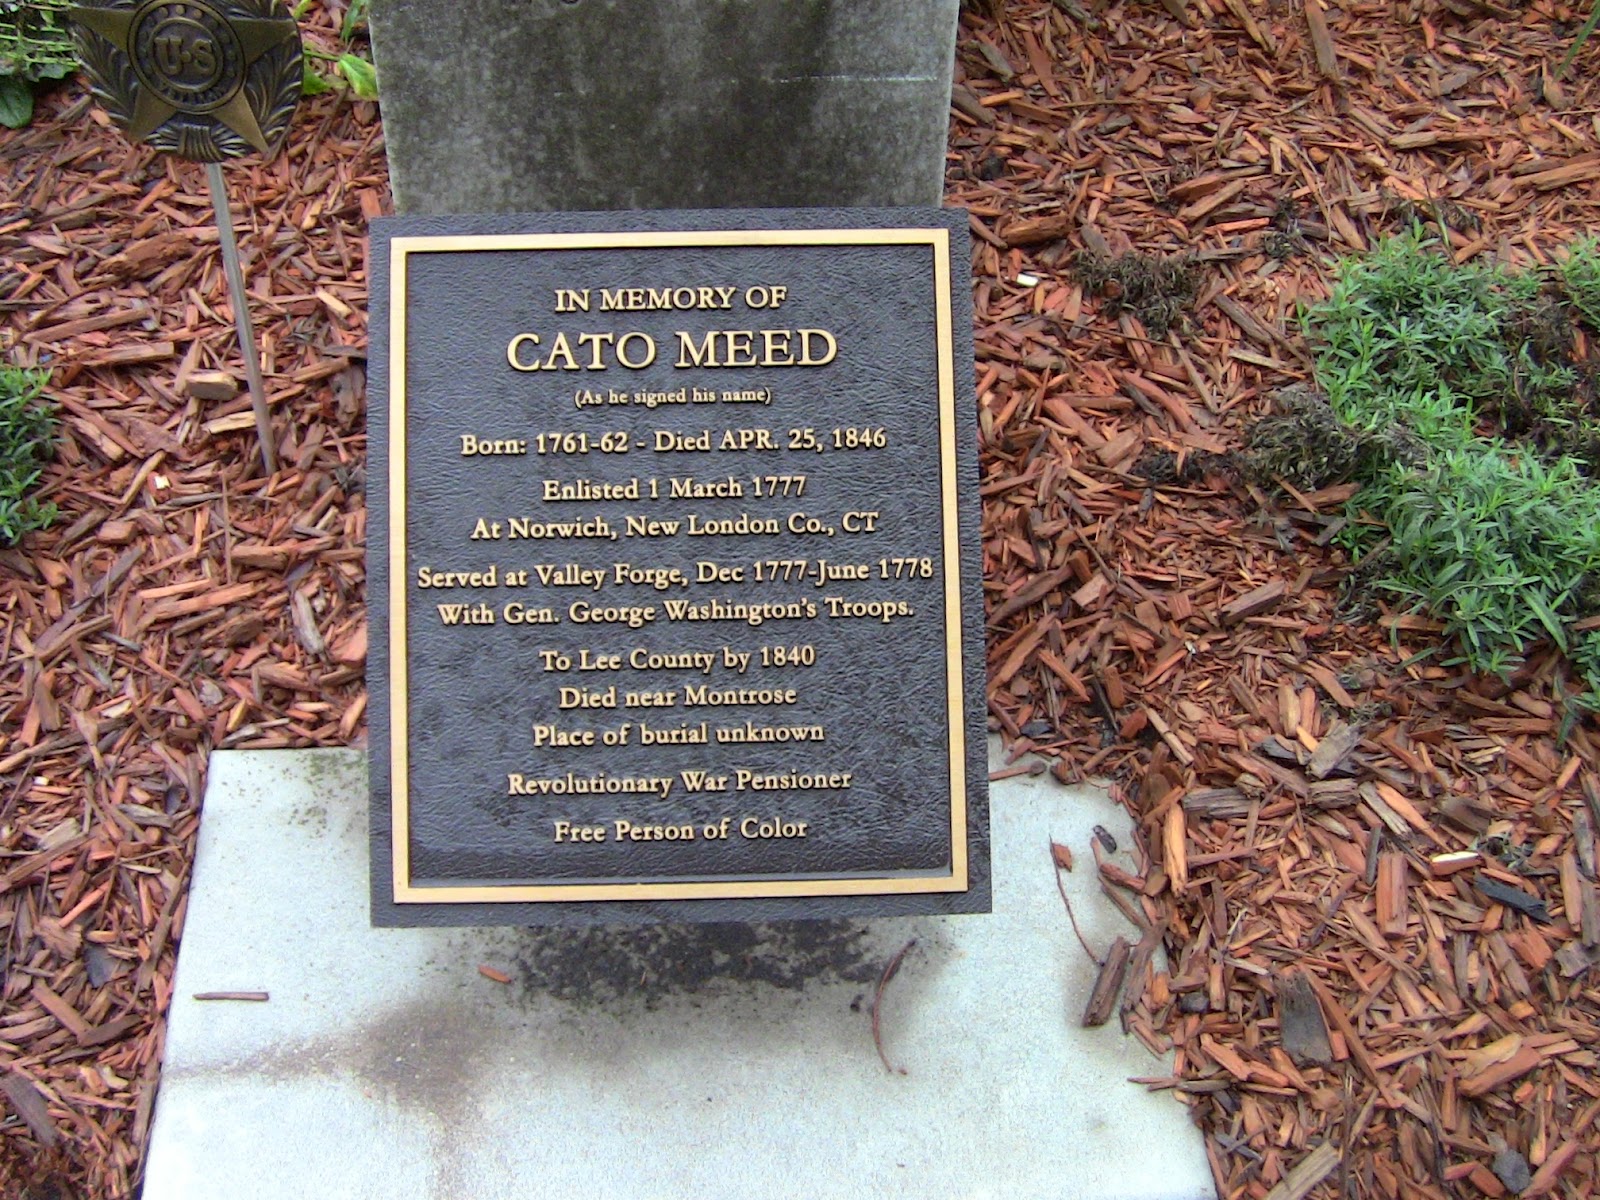 U.S
IN MEMORY OF
CATO MEED
(As he signed his name)
Born: 1761-62 - Died APR. 25, 1846
Enlisted 1 March 1777
At Norwich, New London Co., CT
Served at Valley Forge, Dec 1777-June 1778
With Gen. George Washington's Troops.
To Lee County by 1840
Died near Montrose
Place of burial unknown
Revolutionary War Pensioner
Free Person of Color